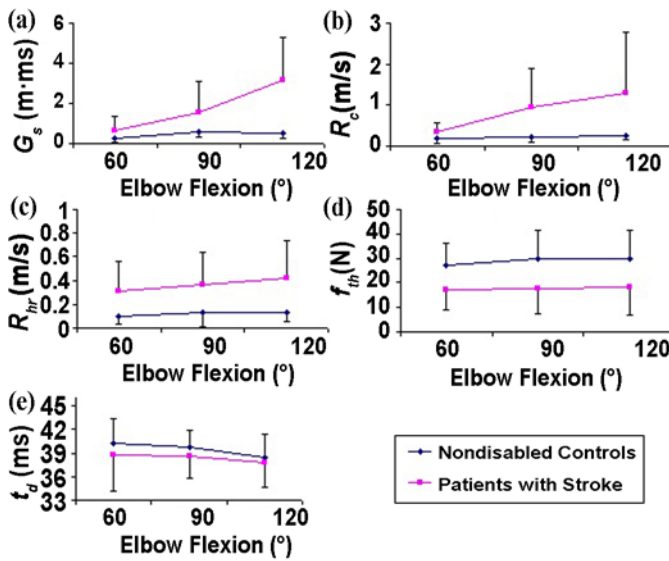 (a)
6
4
2
0
G_s (m·ms)
60
90
120
Elbow Flexion (°)
(b)
3
2
1
0
R_c (m/s)
60
90
120
Elbow Flexion (°)
(c)
1
0.8
0.6
0.4
0.2
0
R_hr (m/s)
60
90
120
Elbow Flexion (°)
(d)
50
40
30
20
10
0
f_th (N)
60
90
120
Elbow Flexion (°)
(e)
45
42
39
36
33
t_d (ms)
60
90
120
Elbow Flexion (°)
Nondisabled Controls
Patients with Stroke